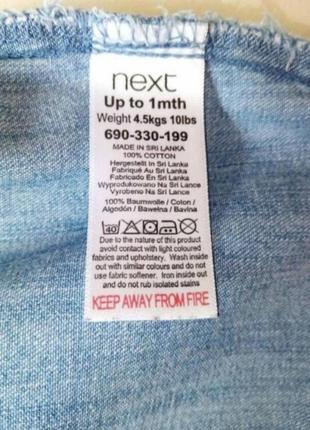 next
Up to 1mth
Weight 4.5kgs 10lbs
690-330-199
MADE IN SRI LANKA
100% COTTON
Hergestellt In Sri Lanka
Fabriqué Au Sri Lanka
Fabricado En Sri Lanka
Wyprodukowano Na Sri Lance
Vyrobeno Na Sri Lance
100% Baumwolle / Coton /
Algodón / Bawełna / Bavlna
40
Due to the nature of this product
avoid contact with light coloured
fabrics and upholstery. Wash inside
out with similar colours and do not
use fabric softener. Iron inside out
and do not rub isolated stains
KEEP AWAY FROM FIRE